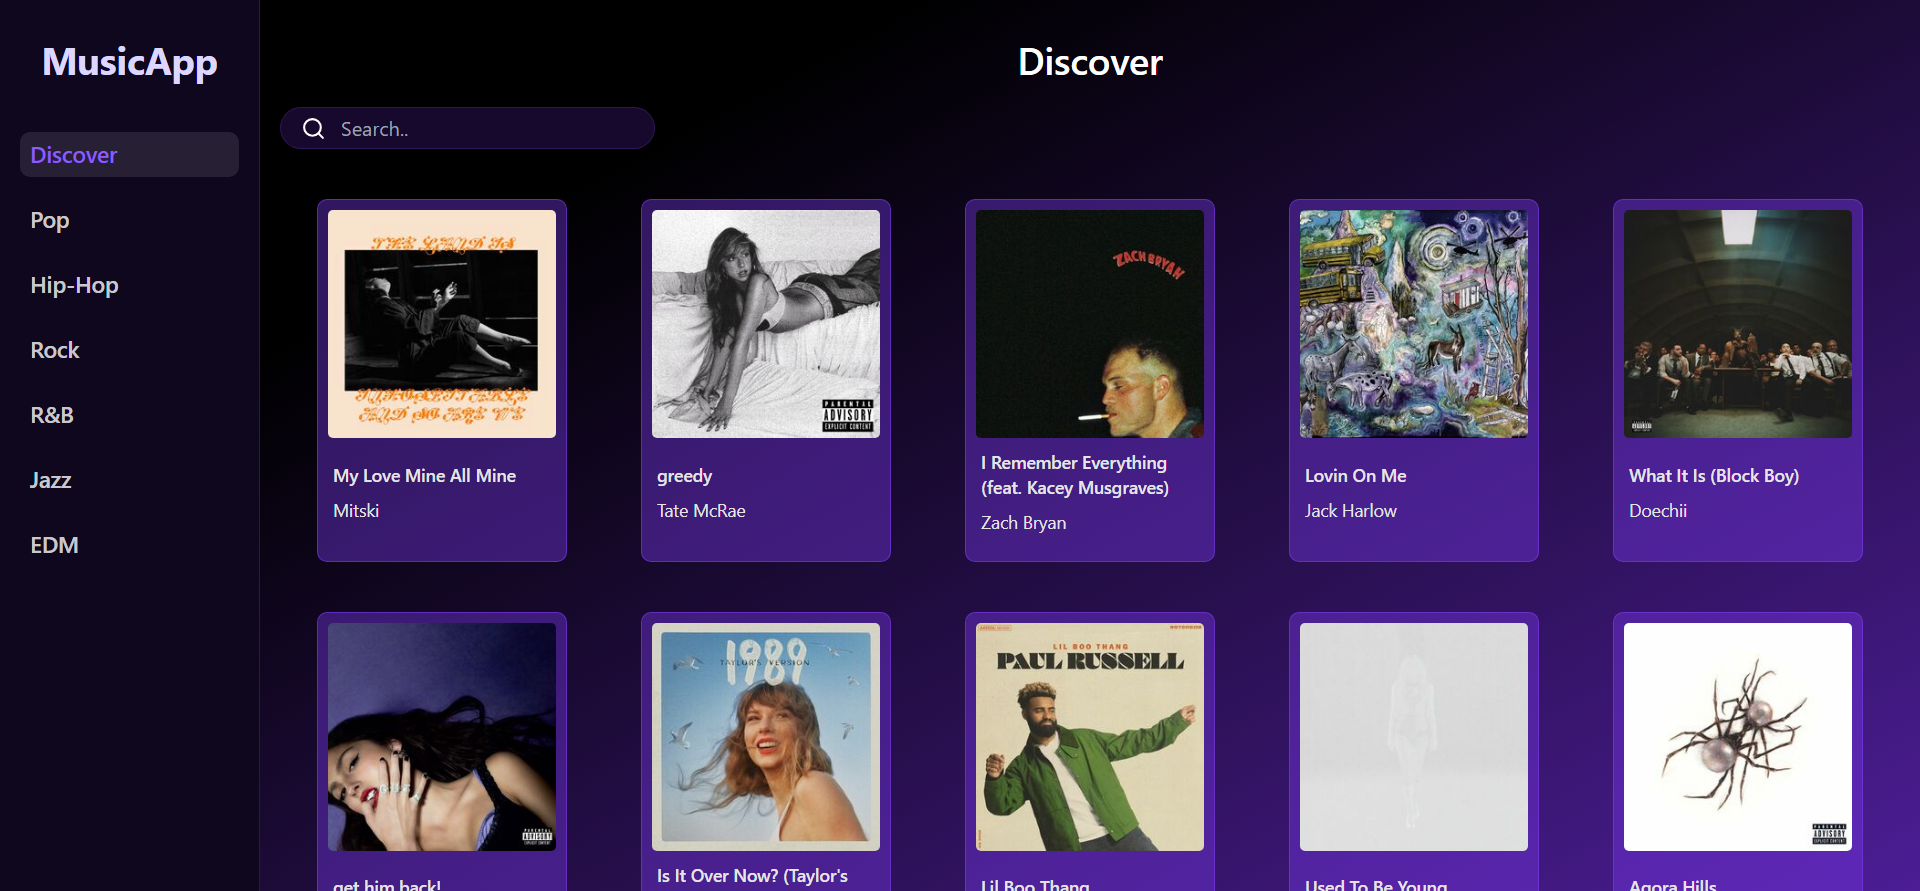 MusicApp
Discover
Pop
Hip-Hop
Rock
R&B
Jazz
EDM
Discover
Search..
THE LAND IS
INHOSPITABLE
AND SO ARE WE
PARENTAL
ADVISORY
EXPLICIT CONTENT
ZACH BRYAN
My Love Mine All Mine
Mitski
greedy
Tate McRae
I Remember Everything
(feat. Kacey Musgraves)
Zach Bryan
Lovin On Me
Jack Harlow
What It Is (Block Boy)
Doechii
PARENTAL
ADVISORY
EXPLICIT CONTENT
1989
TAYLOR'S VERSION
LIL BOO THANG
PAUL RUSSELL
PARENTAL
ADVISORY
EXPLICIT CONTENT
get him back!
Is It Over Now? (Taylor's
Lil Boo Thang
Used To Be Young
Agora Hills